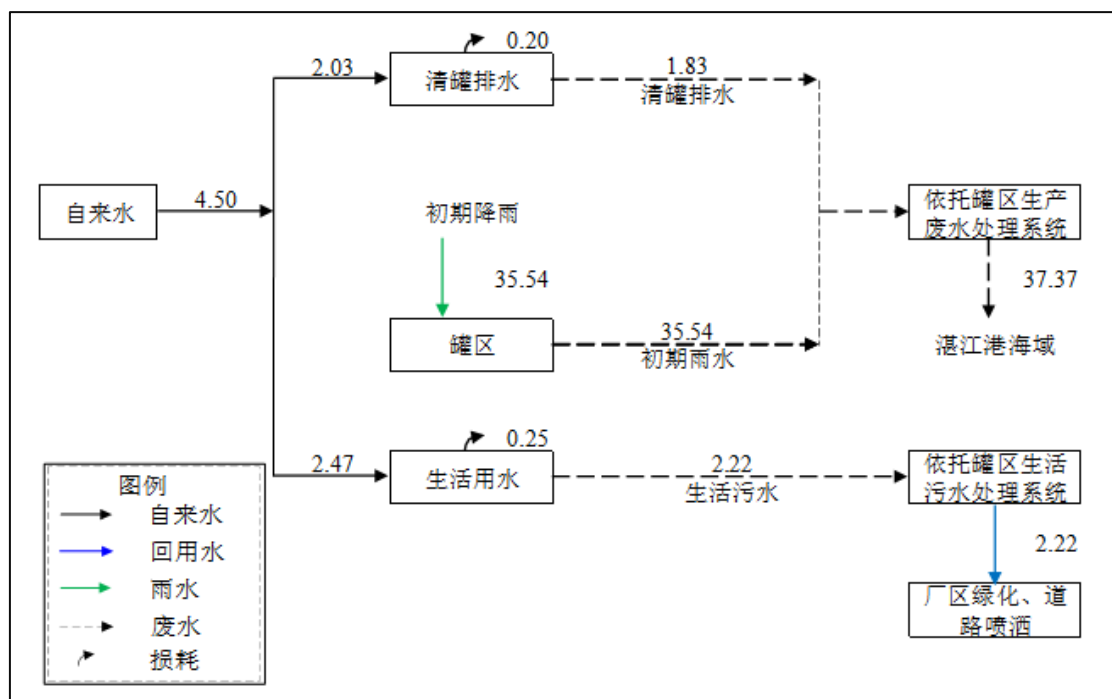 0.20
2.03
清罐排水
1.83
清罐排水
自来水
4.50
初期降雨
依托罐区生产
废水处理系统
35.54
37.37
罐区
35.54
初期雨水
湛江港海域
0.25
2.47
生活用水
2.22
生活污水
依托罐区生活
污水处理系统
2.22
厂区绿化、道
路喷洒
图例
自来水
回用水
雨水
废水
损耗